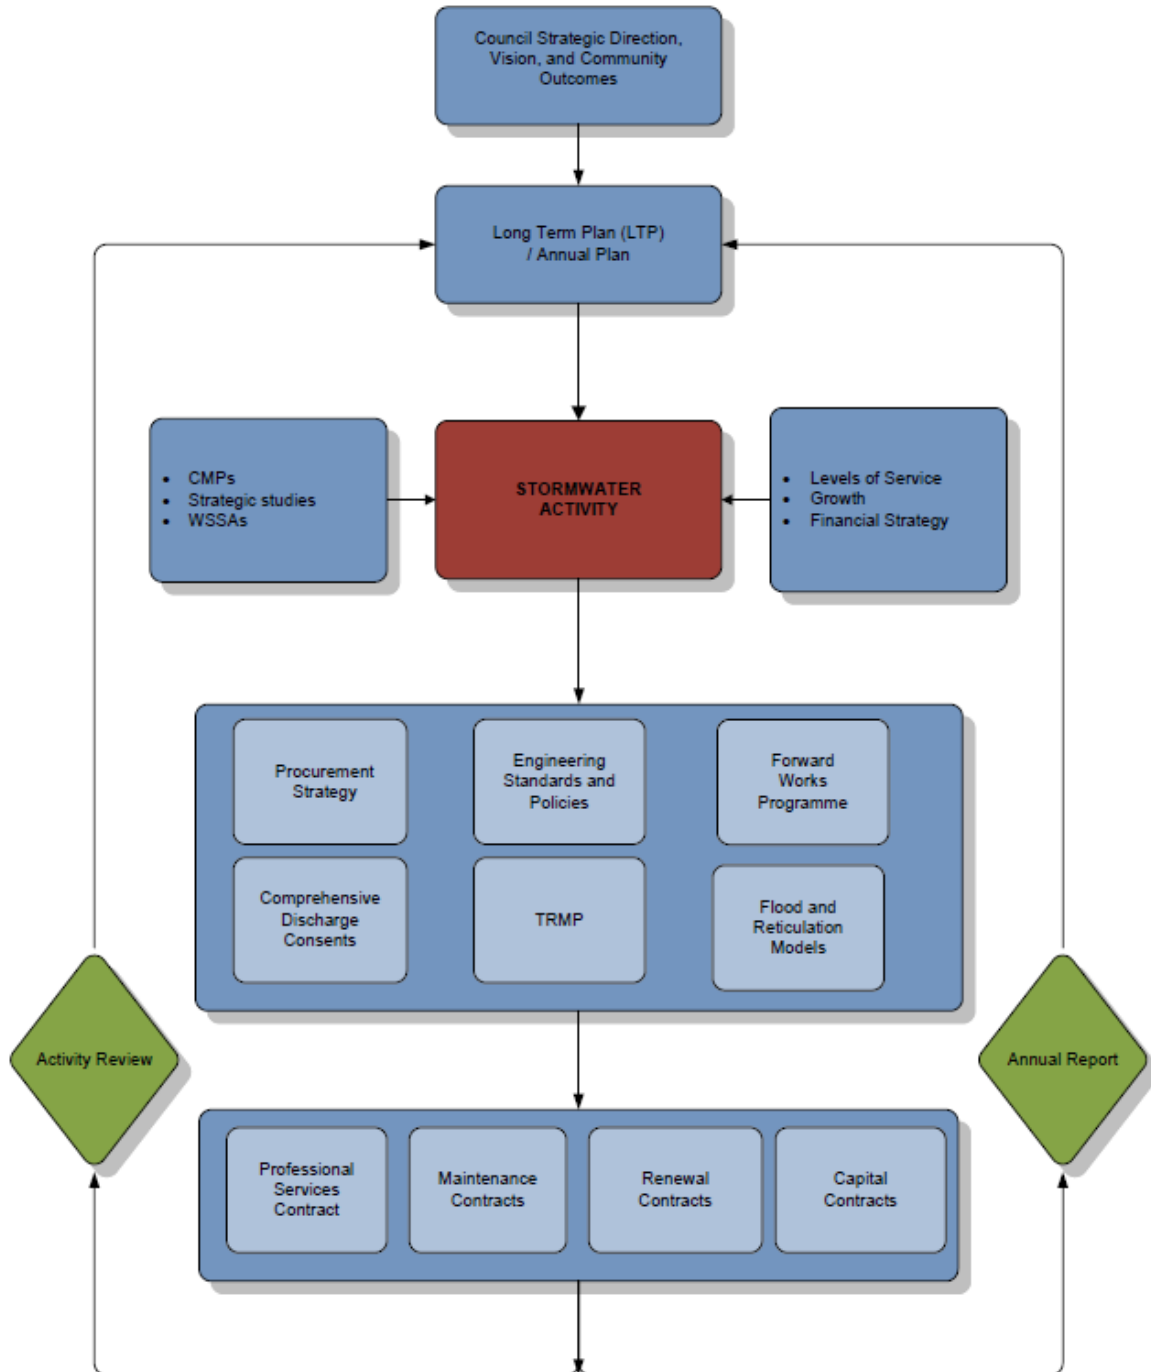 Council Strategic Direction,
Vision, and Community
Outcomes
Long Term Plan (LTP)
/ Annual Plan
• CMPs
• Strategic studies
• WSSAs
STORMWATER
ACTIVITY
• Levels of Service
• Growth
• Financial Strategy
Procurement
Strategy
Engineering
Standards and
Policies
Forward
Works
Programme
Comprehensive
Discharge
Consents
TRMP
Flood and
Reticulation
Models
Activity Review
Annual Report
Professional
Services
Contract
Maintenance
Contracts
Renewal
Contracts
Capital
Contracts